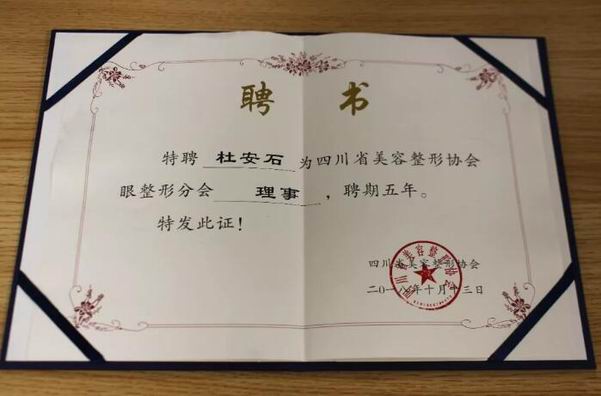 聘书
特聘 杜安石 为四川省美容整形协会
眼整形分会 理事 ，聘期五年。
特发此证！
四川省美容整形协会
二〇一八年十月十三日